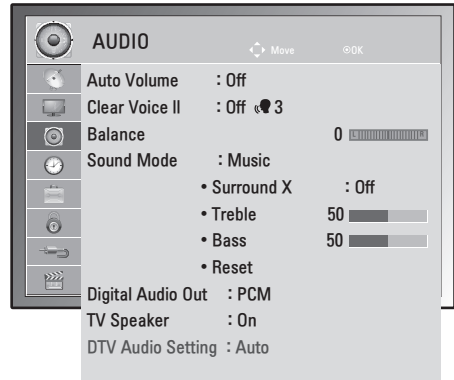 AUDIO Move OK
Auto Volume : Off
Clear Voice II : Off 3
Balance 0 L R
Sound Mode : Music
• Surround X : Off
• Treble 50
• Bass 50
• Reset
Digital Audio Out : PCM
TV Speaker : On
DTV Audio Setting : Auto